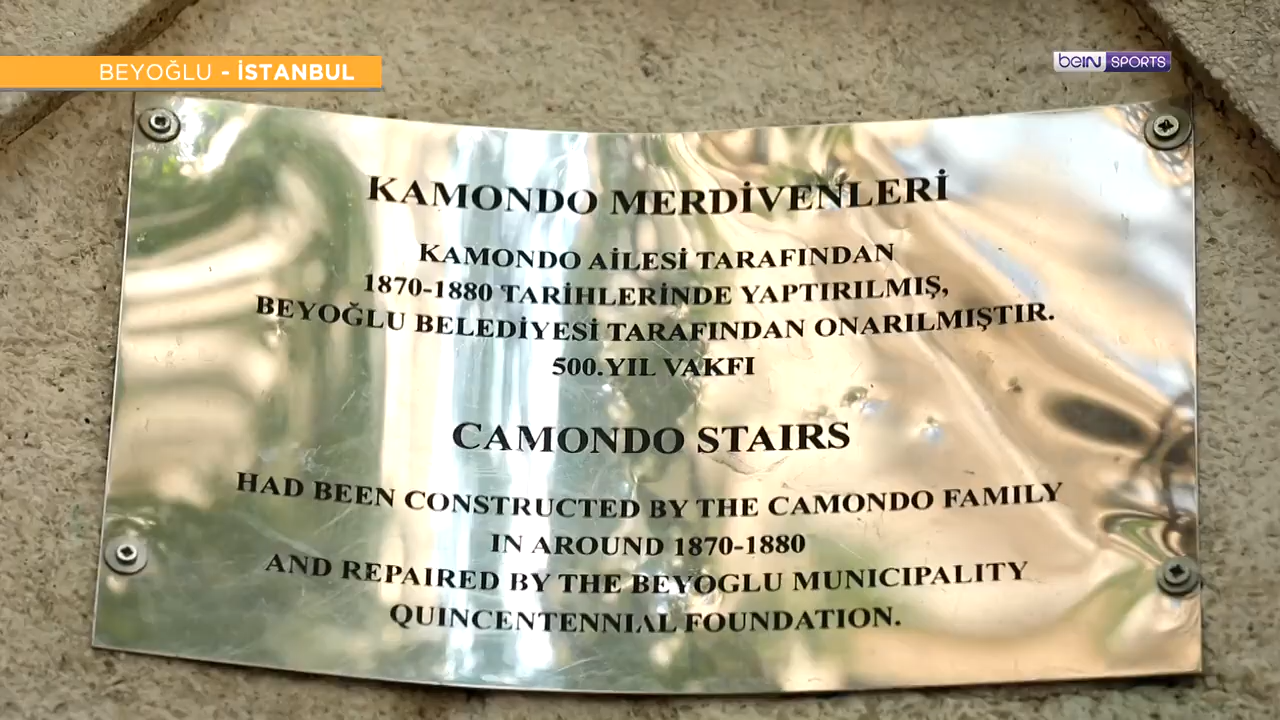 BEYOĞLU - İSTANBUL
beIN SPORTS
KAMONDO MERDİVENLERİ
KAMONDO AİLESİ TARAFINDAN
1870-1880 TARİHLERİNDE YAPTIRILMIŞ,
BEYOĞLU BELEDİYESİ TARAFINDAN ONARILMIŞTIR.
500.YIL VAKFI
CAMONDO STAIRS
HAD BEEN CONSTRUCTED BY THE CAMONDO FAMILY
IN AROUND 1870-1880
AND REPAIRED BY THE BEYOGLU MUNICIPALITY
QUINCENTENNIAL FOUNDATION.